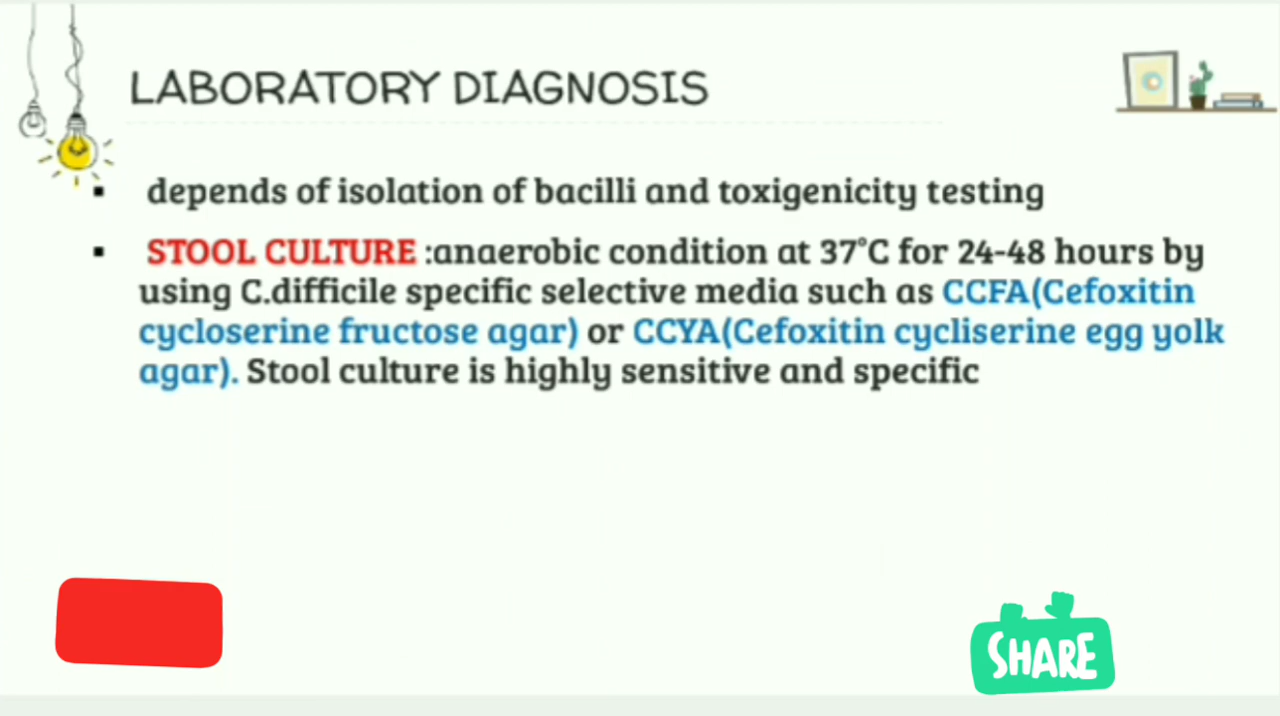 LABORATORY DIAGNOSIS
▪ depends of isolation of bacilli and toxigenicity testing
▪ STOOL CULTURE :anaerobic condition at 37°C for 24-48 hours by
using C.difficile specific selective media such as CCFA(Cefoxitin
cycloserine fructose agar) or CCYA(Cefoxitin cycliserine egg yolk
agar). Stool culture is highly sensitive and specific
SHARE